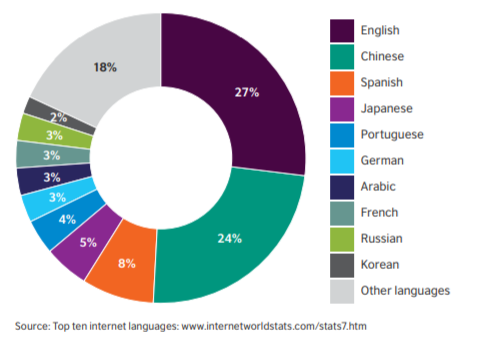 18%
27%
2%
3%
3%
3%
3%
4%
5%
8%
24%
English
Chinese
Spanish
Japanese
Portuguese
German
Arabic
French
Russian
Korean
Other languages
Source: Top ten internet languages: www.internetworldstats.com/stats7.htm